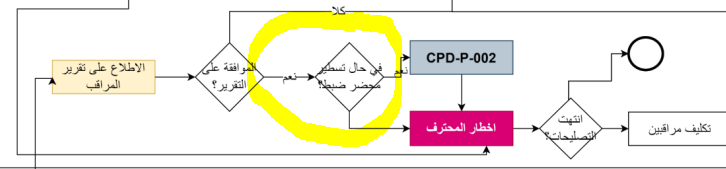 كلا
الاطلاع على تقرير
المراقب
الموافقة على
التقرير؟
نعم
في حال تسطير
محضر ضبط؟
نعم
CPD-P-002
اخطار المحترف
انتهت
التصليحات؟
تكليف مراقبين